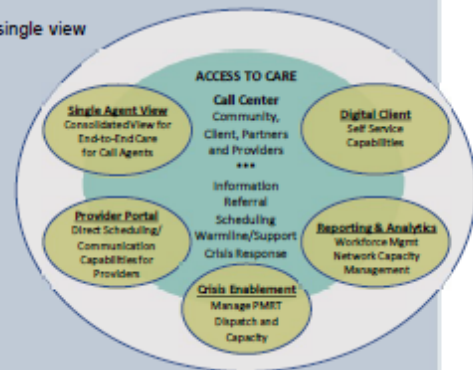 single view
ACCESS TO CARE
Call Center
Community,
Client, Partners
and Providers
***
Information
Referral
Scheduling
Warmline/Support
Crisis Response
Single Agent View
Consolidated View for
End-to-End Care
for Call Agents
Digital Client
Self Service
Capabilities
Provider Portal
Direct Scheduling/
Communication
Capabilities for
Providers
Reporting & Analytics
Workforce Mgmt
Network Capacity
Management
Crisis Enablement
Manage PMRT
Dispatch and
Capacity